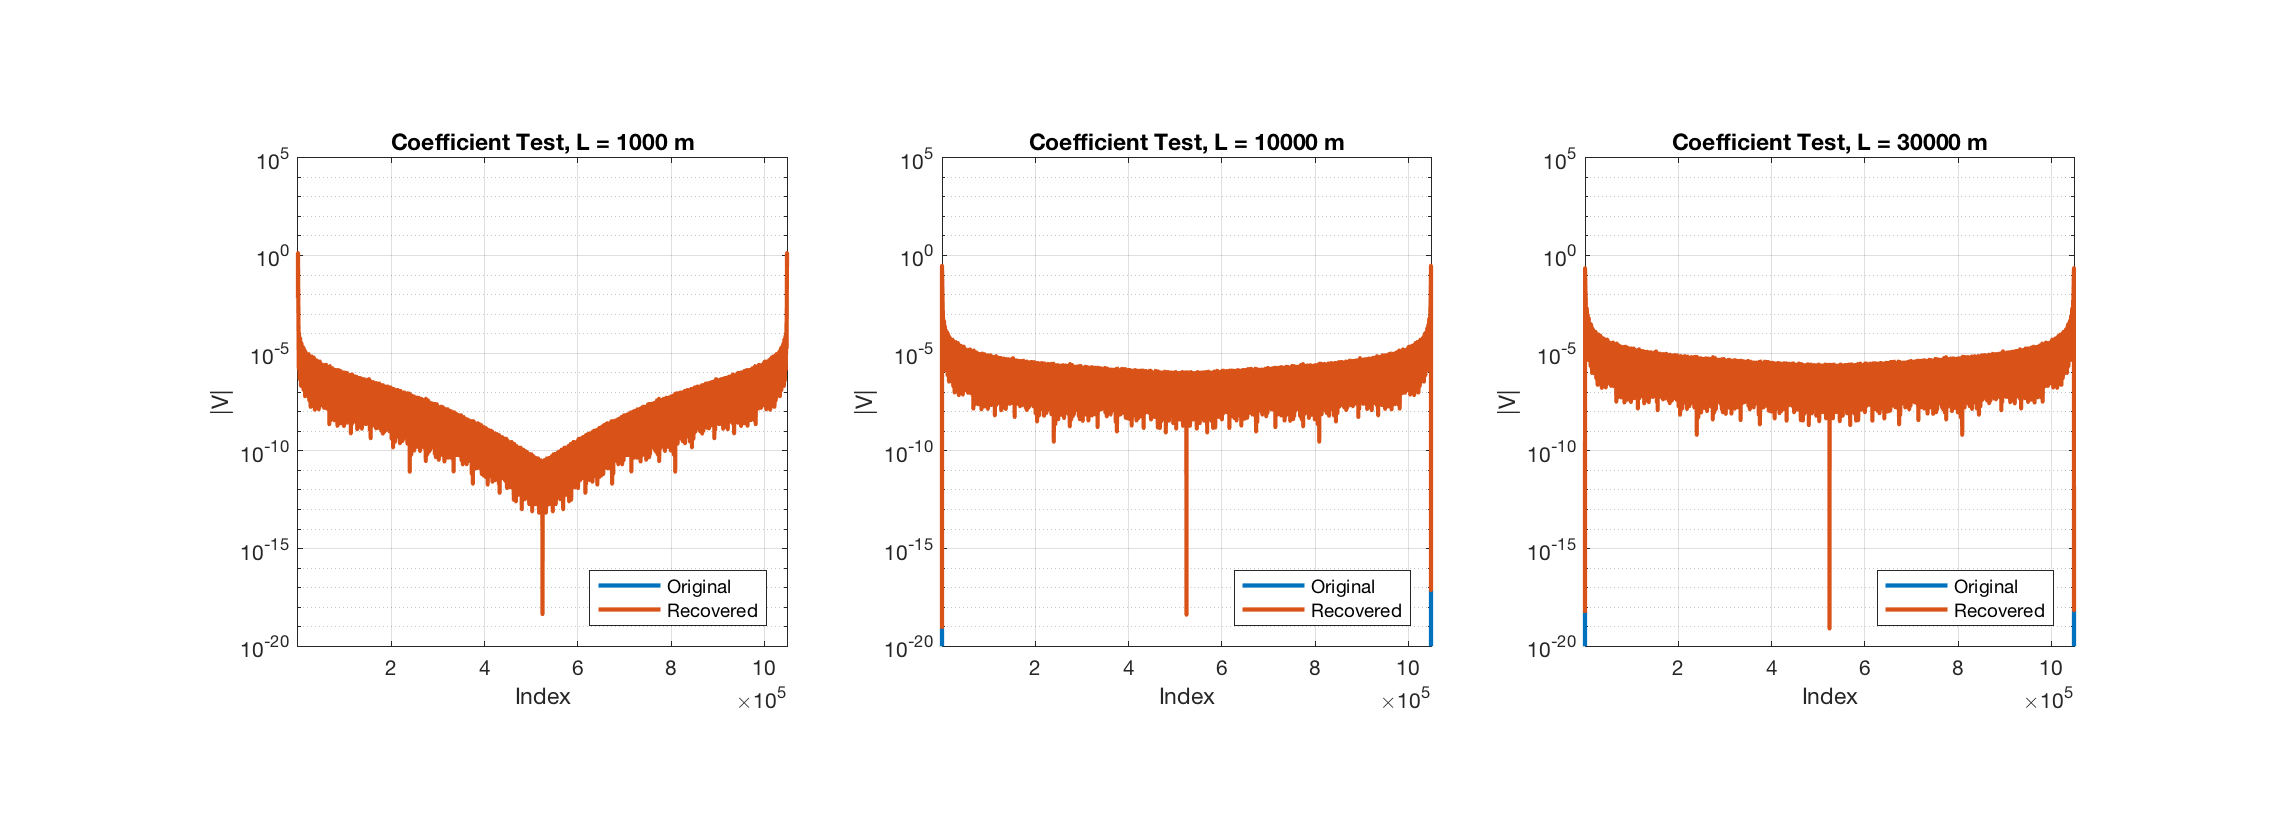 Coefficient Test, L = 1000 m
10^5
10^0
10^-5
10^-10
10^-15
10^-20
|V|
2 4 6 8 10
×10^5
Index
Original
Recovered
Coefficient Test, L = 10000 m
10^5
10^0
10^-5
10^-10
10^-15
10^-20
|V|
2 4 6 8 10
×10^5
Index
Original
Recovered
Coefficient Test, L = 30000 m
10^5
10^0
10^-5
10^-10
10^-15
10^-20
|V|
2 4 6 8 10
×10^5
Index
Original
Recovered